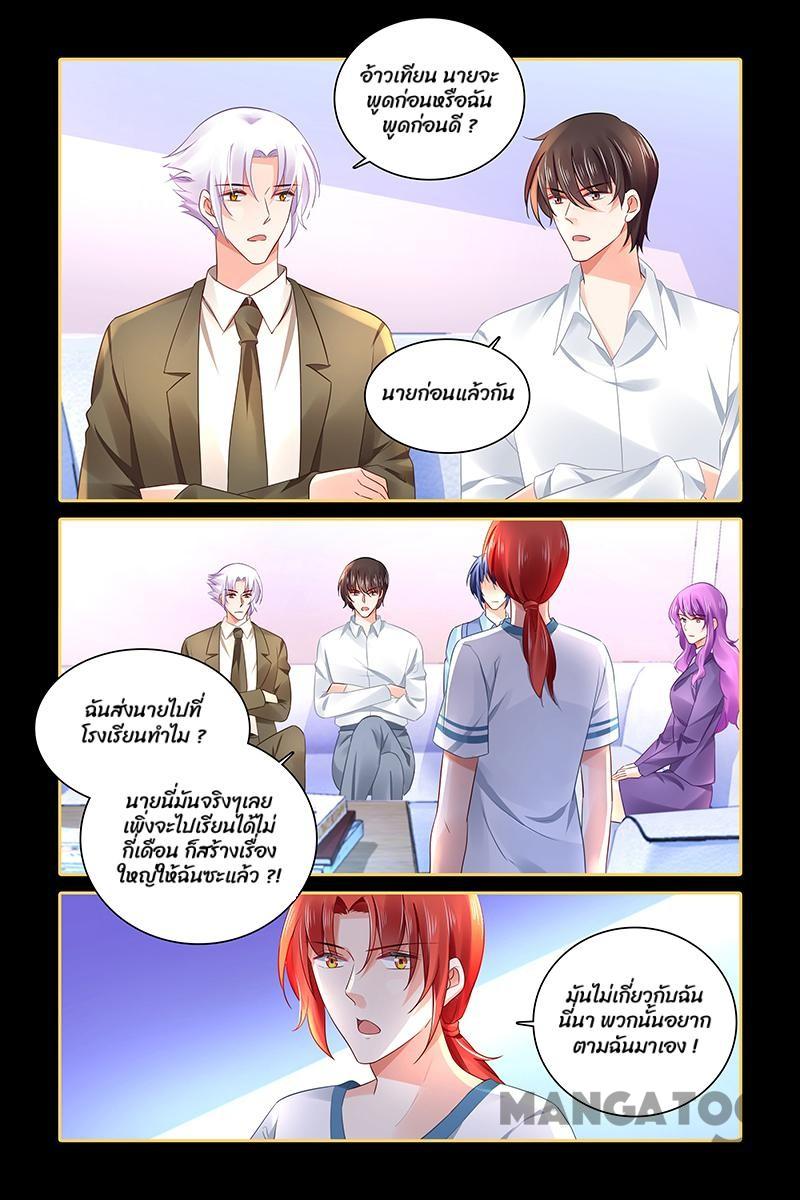 อ้าวเทียน นายจะ
พูดก่อนหรือฉัน
พูดก่อนดี ?
นายก่อนแล้วกัน
ฉันส่งนายไปที่
โรงเรียนทำไม ?
นายนี่มันจริงๆเลย
เพิ่งจะไปเรียนได้ไม่
กี่เดือน ก็สร้างเรื่อง
ใหญ่ให้ฉันซะแล้ว ?!
มันไม่เกี่ยวกับฉัน
นี่นา พวกนั้นอยาก
ตามฉันมาเอง !
MANGATOO